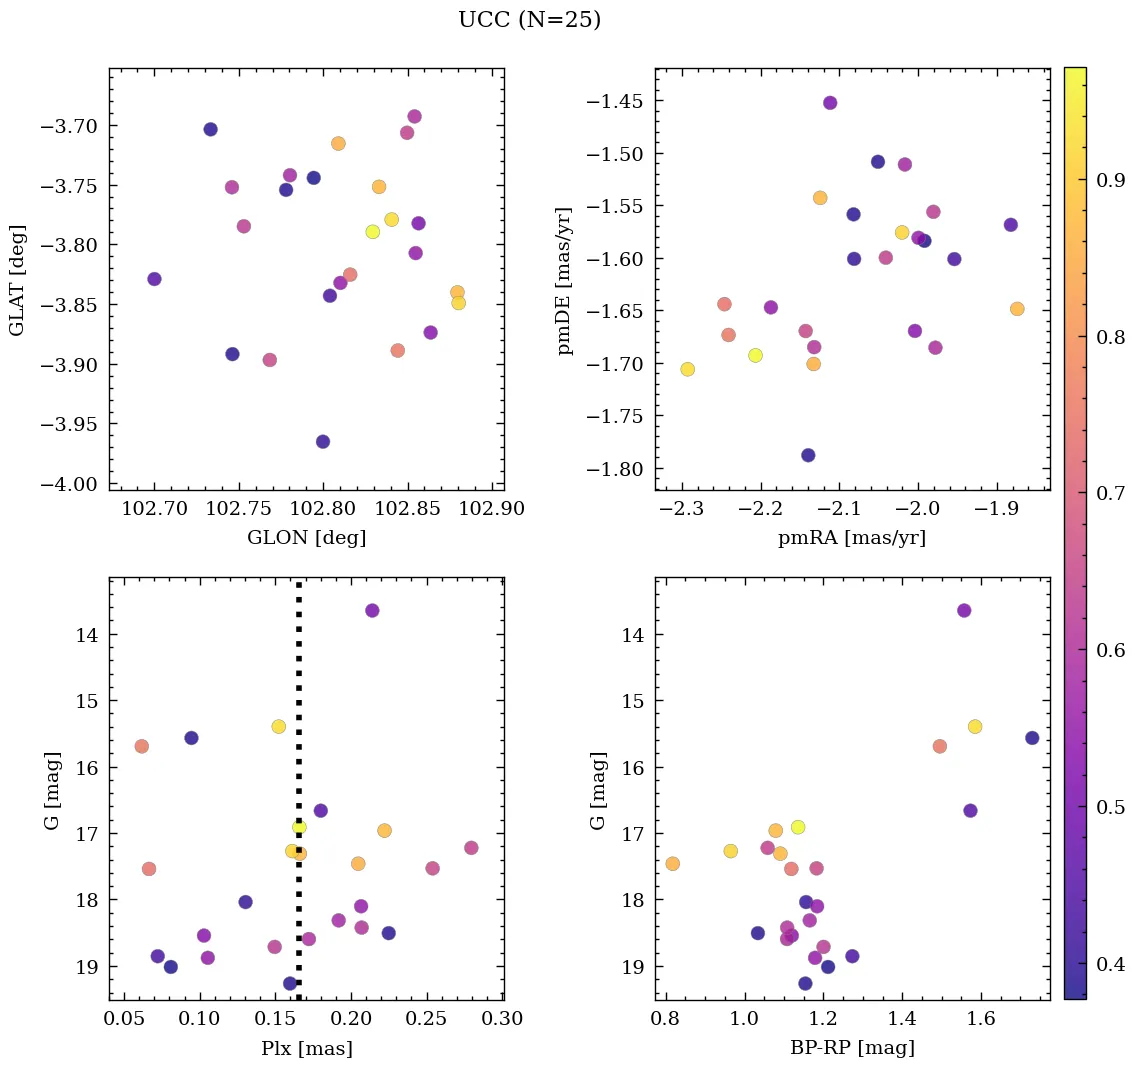 UCC (N=25)
−3.70
−3.75
−3.80
−3.85
−3.90
−3.95
−4.00
GLAT [deg]
102.70 102.75 102.80 102.85 102.90
GLON [deg]
−1.45
−1.50
−1.55
−1.60
−1.65
−1.70
−1.75
−1.80
pmDE [mas/yr]
−2.3 −2.2 −2.1 −2.0 −1.9
pmRA [mas/yr]
0.9
0.8
0.7
0.6
0.5
0.4
14
15
16
17
18
19
G [mag]
0.05 0.10 0.15 0.20 0.25 0.30
Plx [mas]
14
15
16
17
18
19
G [mag]
0.8 1.0 1.2 1.4 1.6
BP-RP [mag]